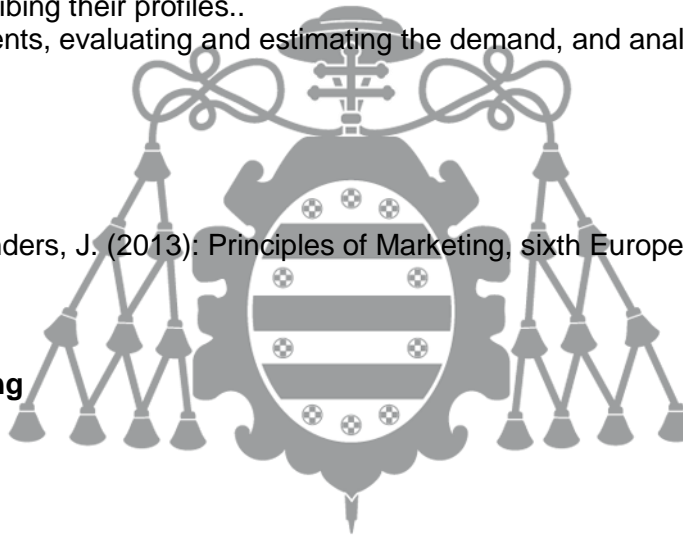 ibing their profiles..
ents, evaluating and estimating the demand, and anal
nders, J. (2013): Principles of Marketing, sixth Europe
ng